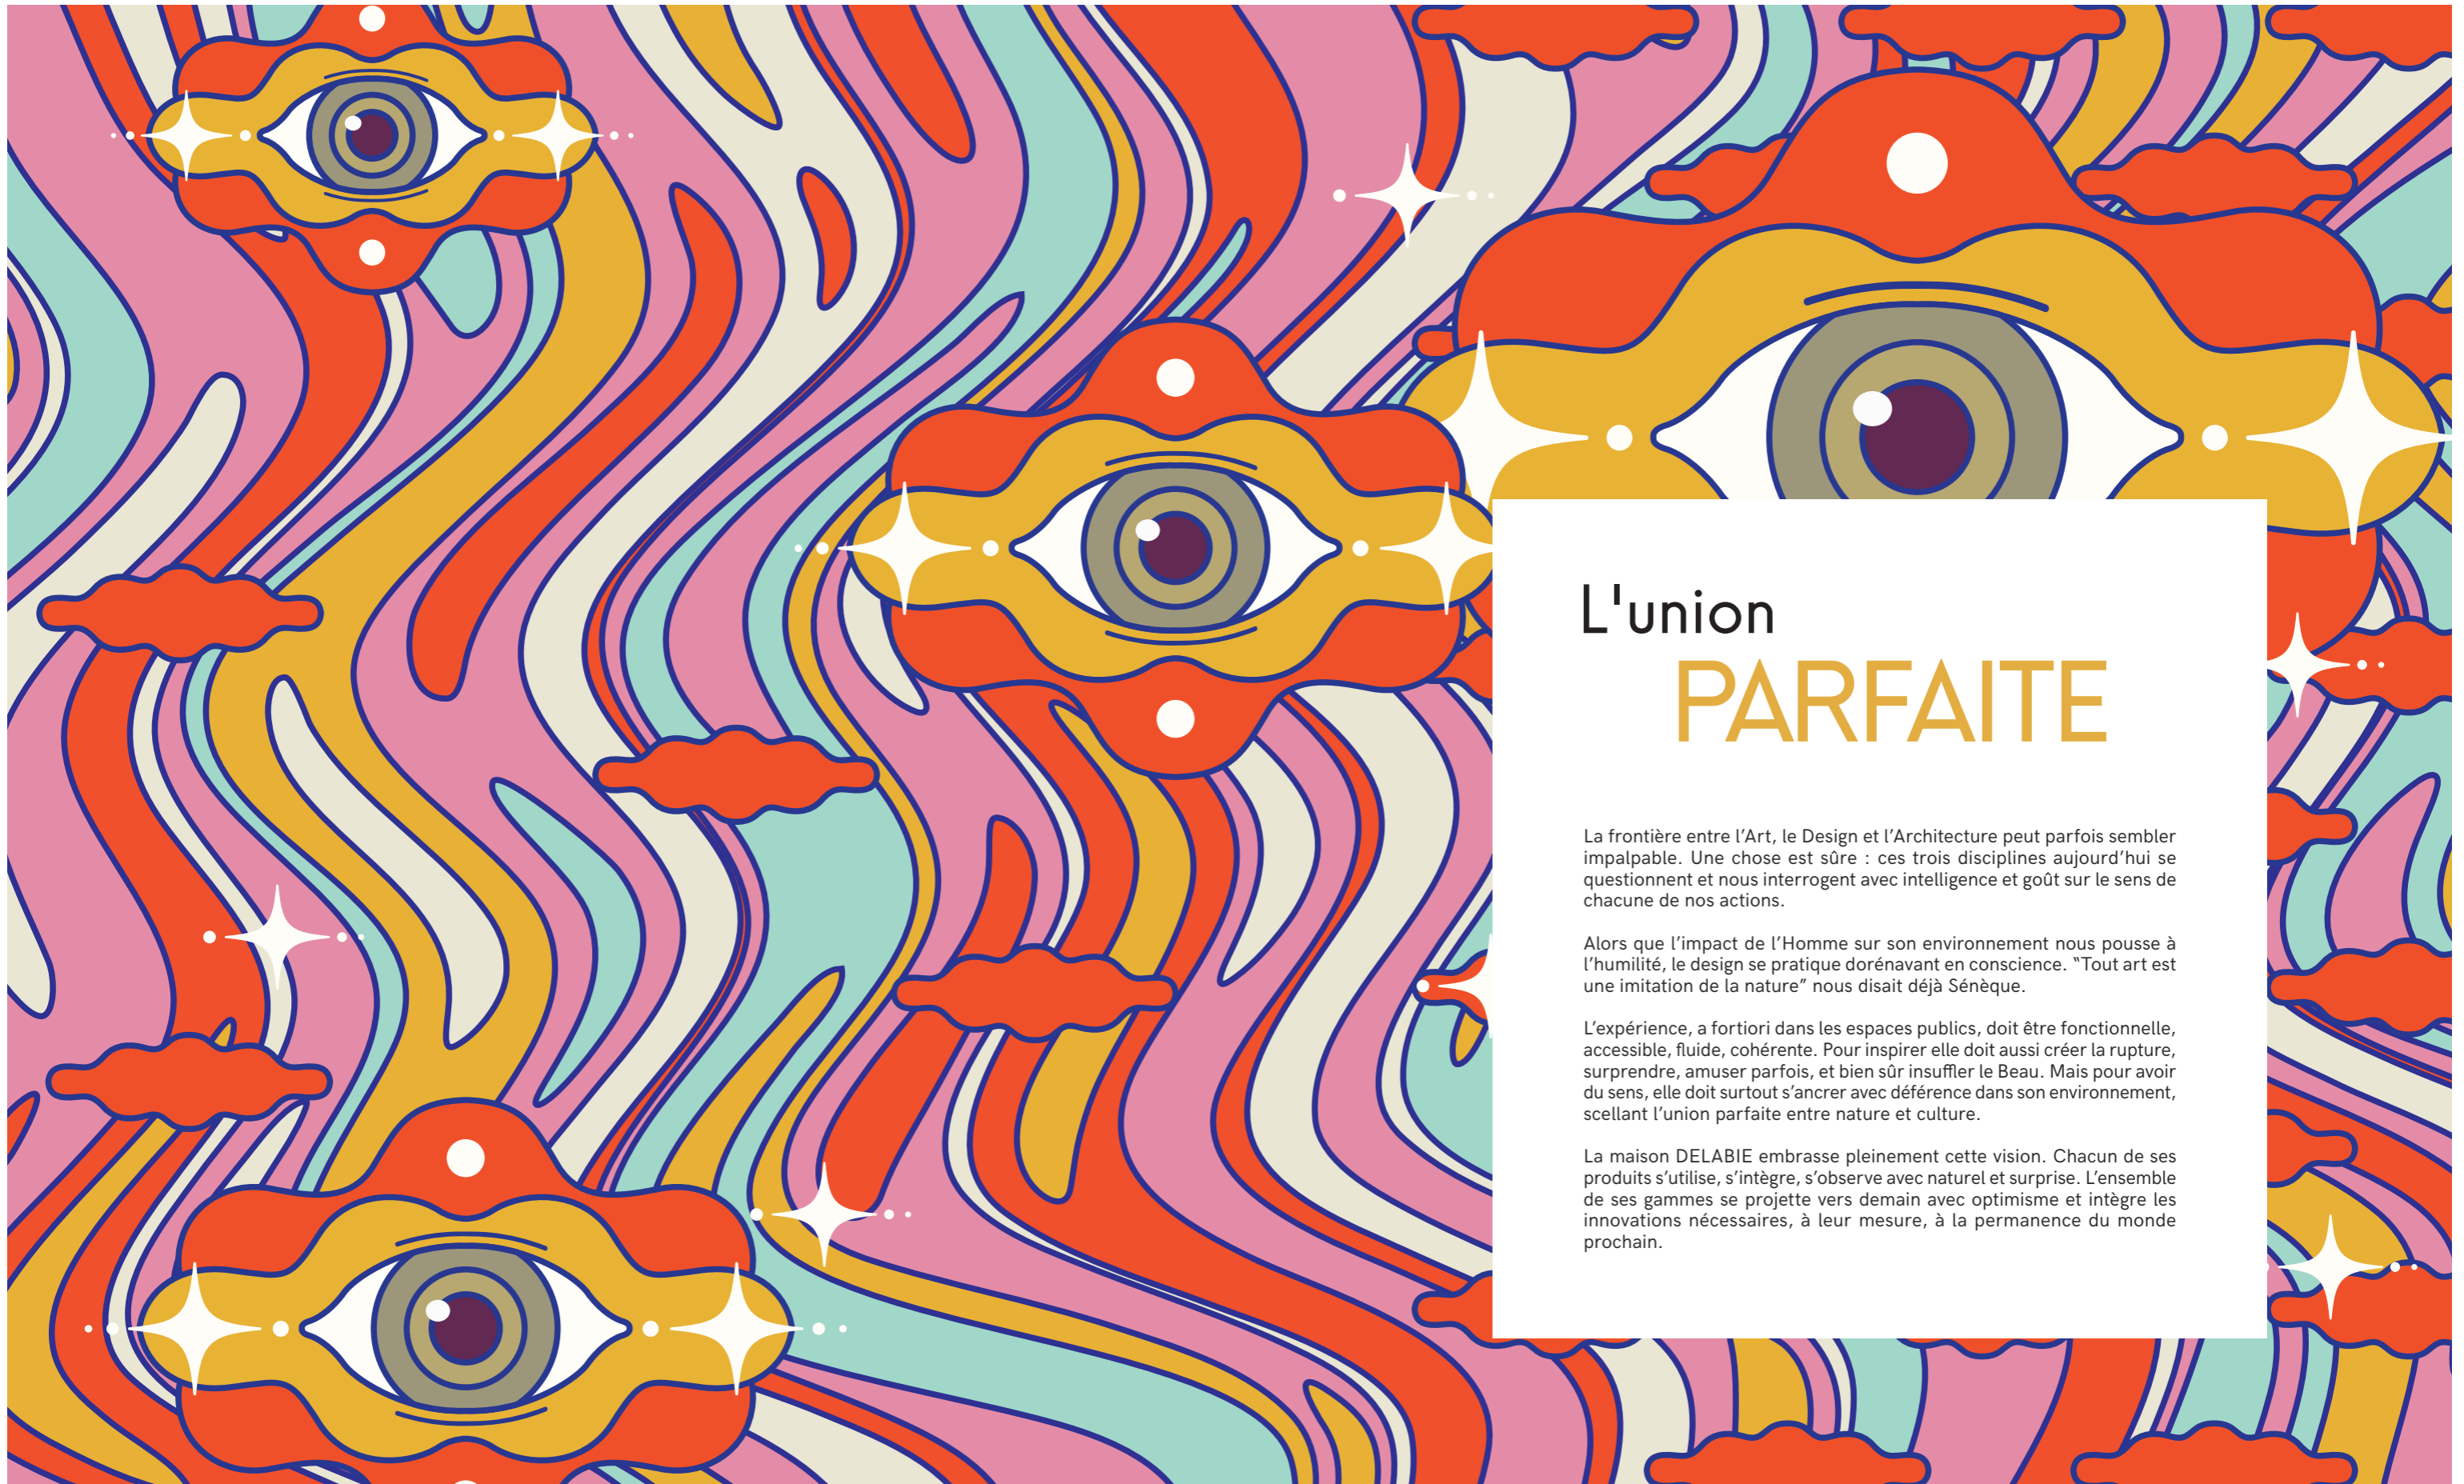 L'union
PARFAITE
La frontière entre l’Art, le Design et l’Architecture peut parfois sembler
impalpable. Une chose est sûre : ces trois disciplines aujourd’hui se
questionnent et nous interrogent avec intelligence et goût sur le sens de
chacune de nos actions.
Alors que l’impact de l’Homme sur son environnement nous pousse à
l’humilité, le design se pratique dorénavant en conscience. “Tout art est
une imitation de la nature” nous disait déjà Sénèque.
L’expérience, a fortiori dans les espaces publics, doit être fonctionnelle,
accessible, fluide, cohérente. Pour inspirer elle doit aussi créer la rupture,
surprendre, amuser parfois, et bien sûr insuffler le Beau. Mais pour avoir
du sens, elle doit surtout s’ancrer avec déférence dans son environnement,
scellant l’union parfaite entre nature et culture.
La maison DELABIE embrasse pleinement cette vision. Chacun de ses
produits s’utilise, s’intègre, s’observe avec naturel et surprise. L’ensemble
de ses gammes se projette vers demain avec optimisme et intègre les
innovations nécessaires, à leur mesure, à la permanence du monde
prochain.